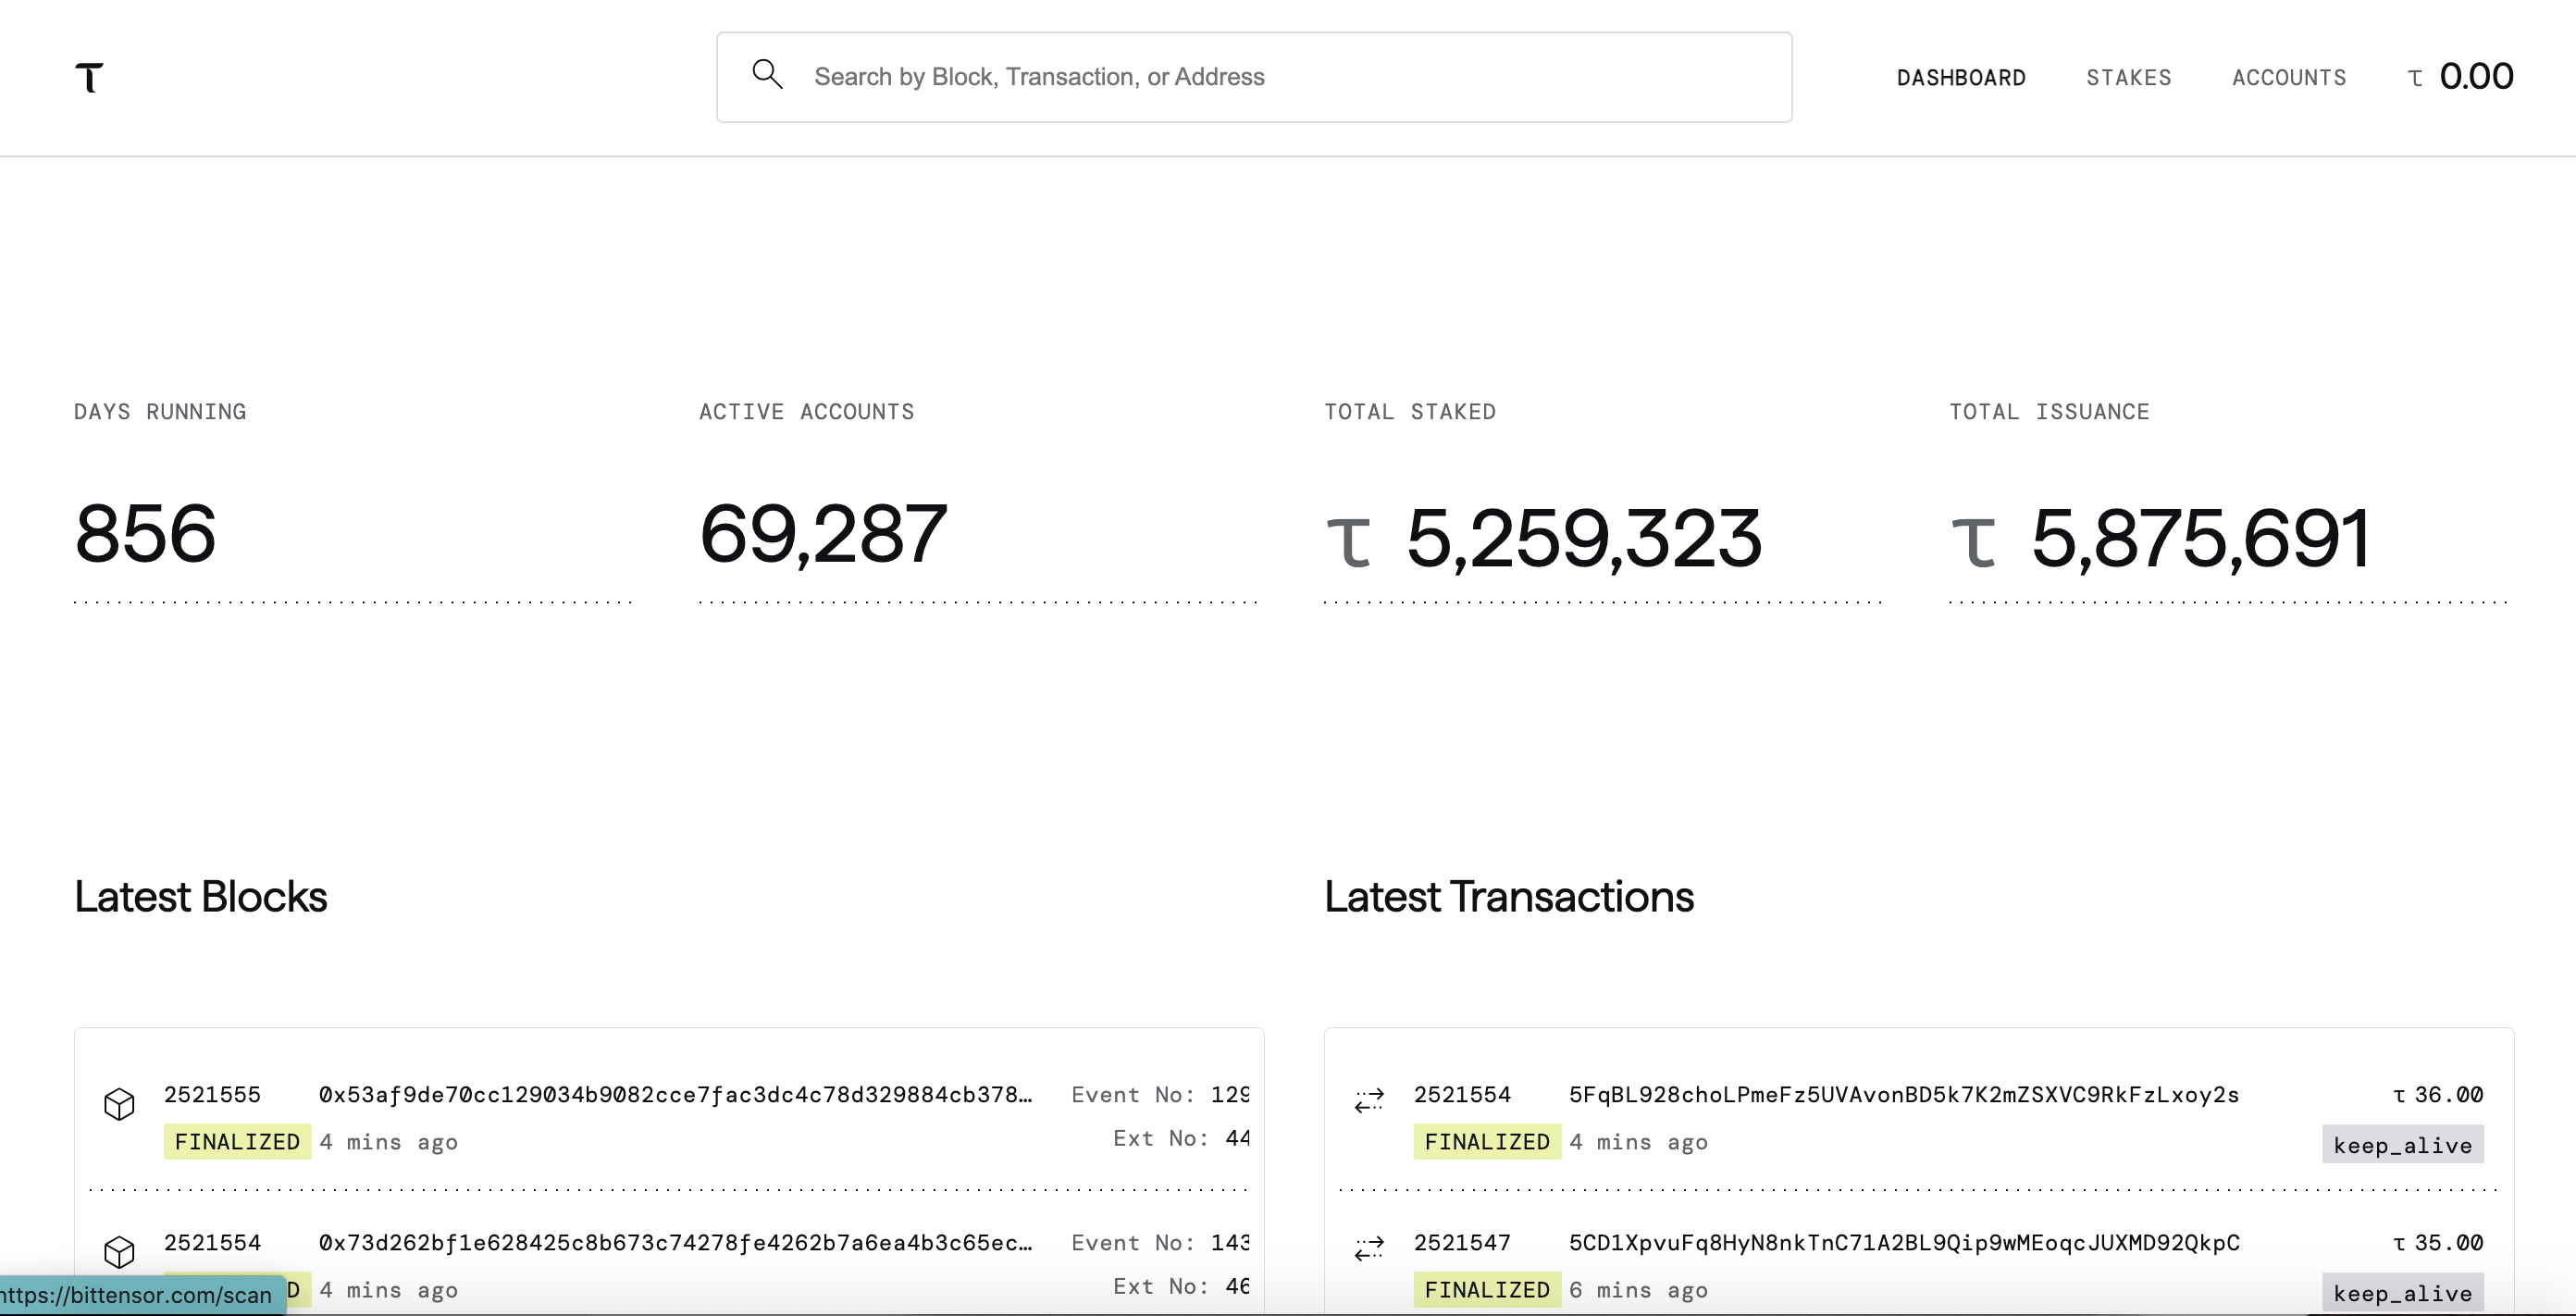 τ
Search by Block, Transaction, or Address
DASHBOARD STAKES ACCOUNTS τ 0.00
DAYS RUNNING
856
ACTIVE ACCOUNTS
69,287
TOTAL STAKED
τ 5,259,323
TOTAL ISSUANCE
τ 5,875,691
Latest Blocks
2521555 0x53af9de70cc129034b9082cce7fac3dc4c78d329884cb378… Event No: 129
FINALIZED 4 mins ago Ext No: 44
2521554 0x73d262bf1e628425c8b673c74278fe4262b7a6ea4b3c65ec… Event No: 143
D 4 mins ago Ext No: 46
Latest Transactions
2521554 5FqBL928choLPmeFz5UVAvonBD5k7K2mZSXVC9RkFzLxoy2s τ 36.00
FINALIZED 4 mins ago keep_alive
2521547 5CD1XpvuFq8HyN8nkTnC71A2BL9Qip9wMEoqcJUXMD92QkpC τ 35.00
FINALIZED 6 mins ago keep_alive
https://bittensor.com/scan